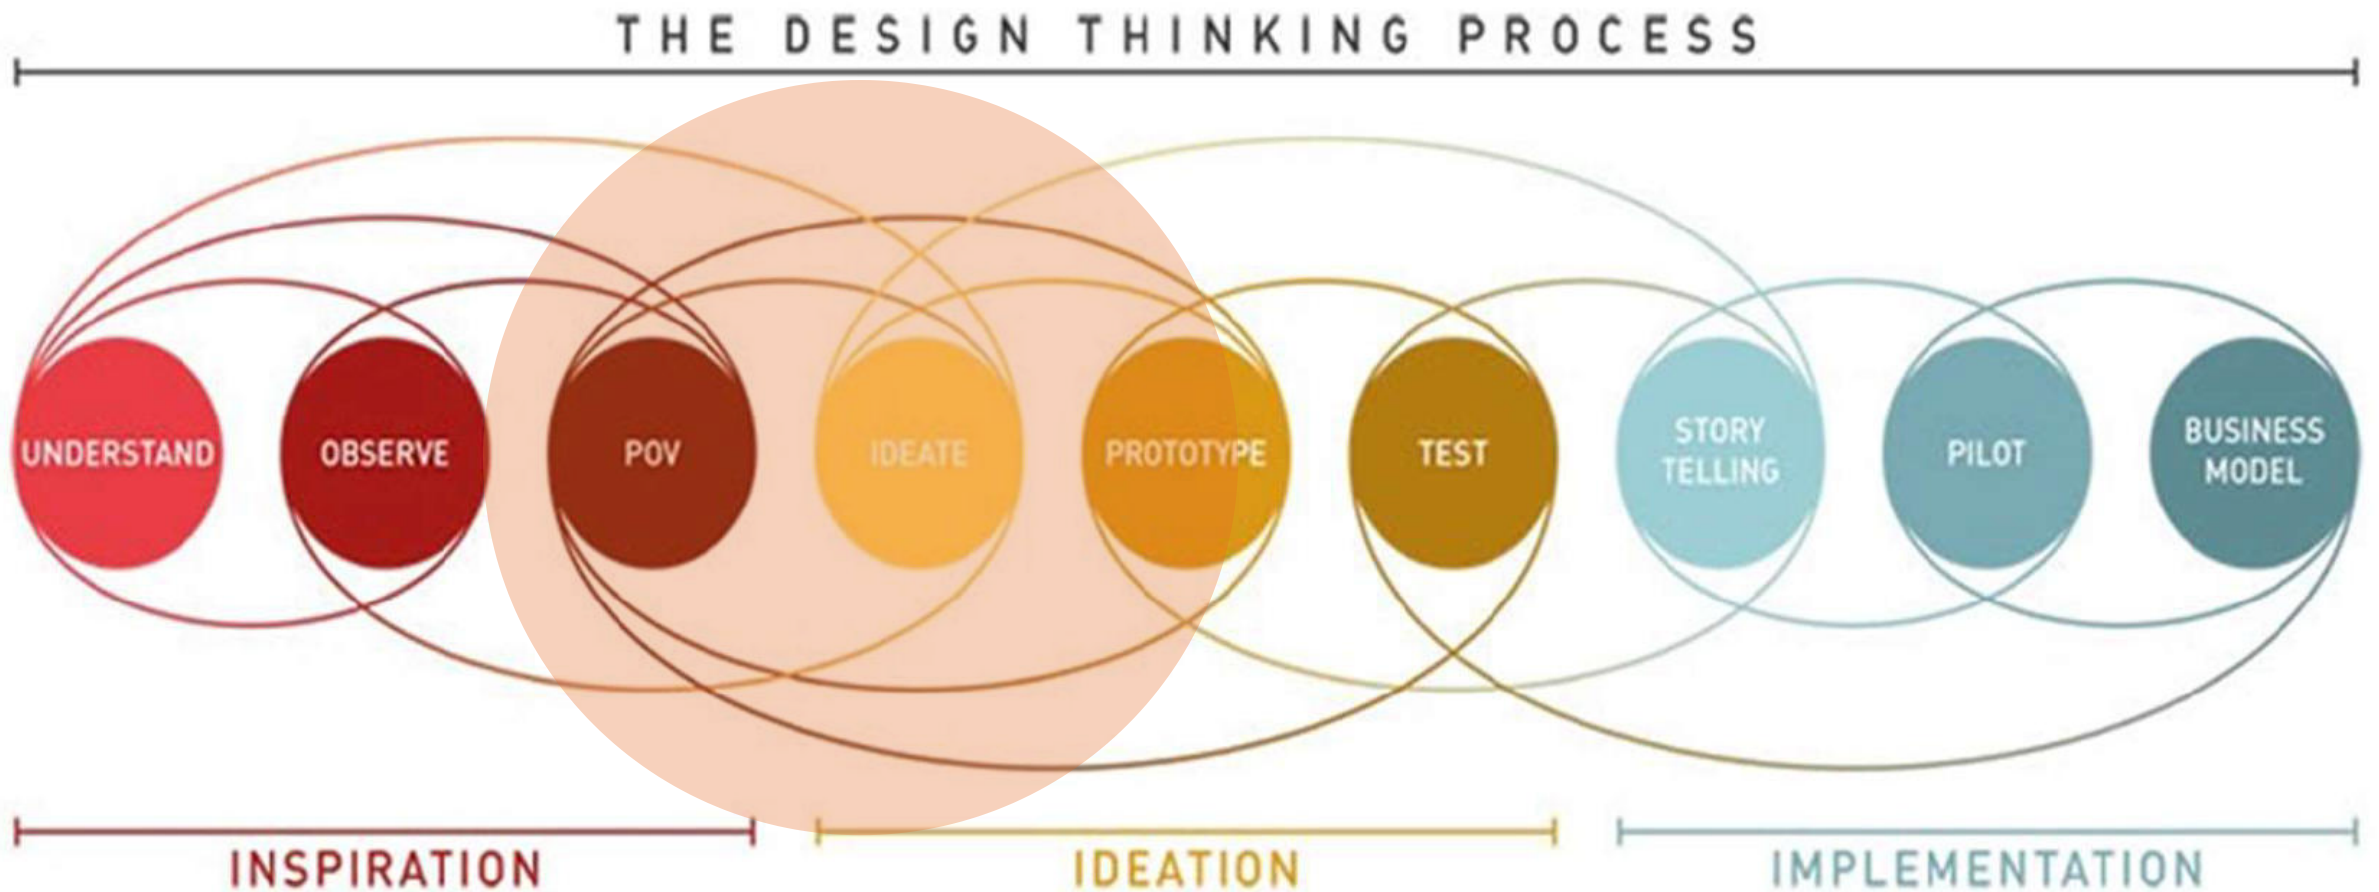 THE DESIGN THINKING PROCESS
UNDERSTAND
OBSERVE
POV
IDEATE
PROTOTYPE
TEST
STORY
TELLING
PILOT
BUSINESS
MODEL
INSPIRATION
IDEATION
IMPLEMENTATION